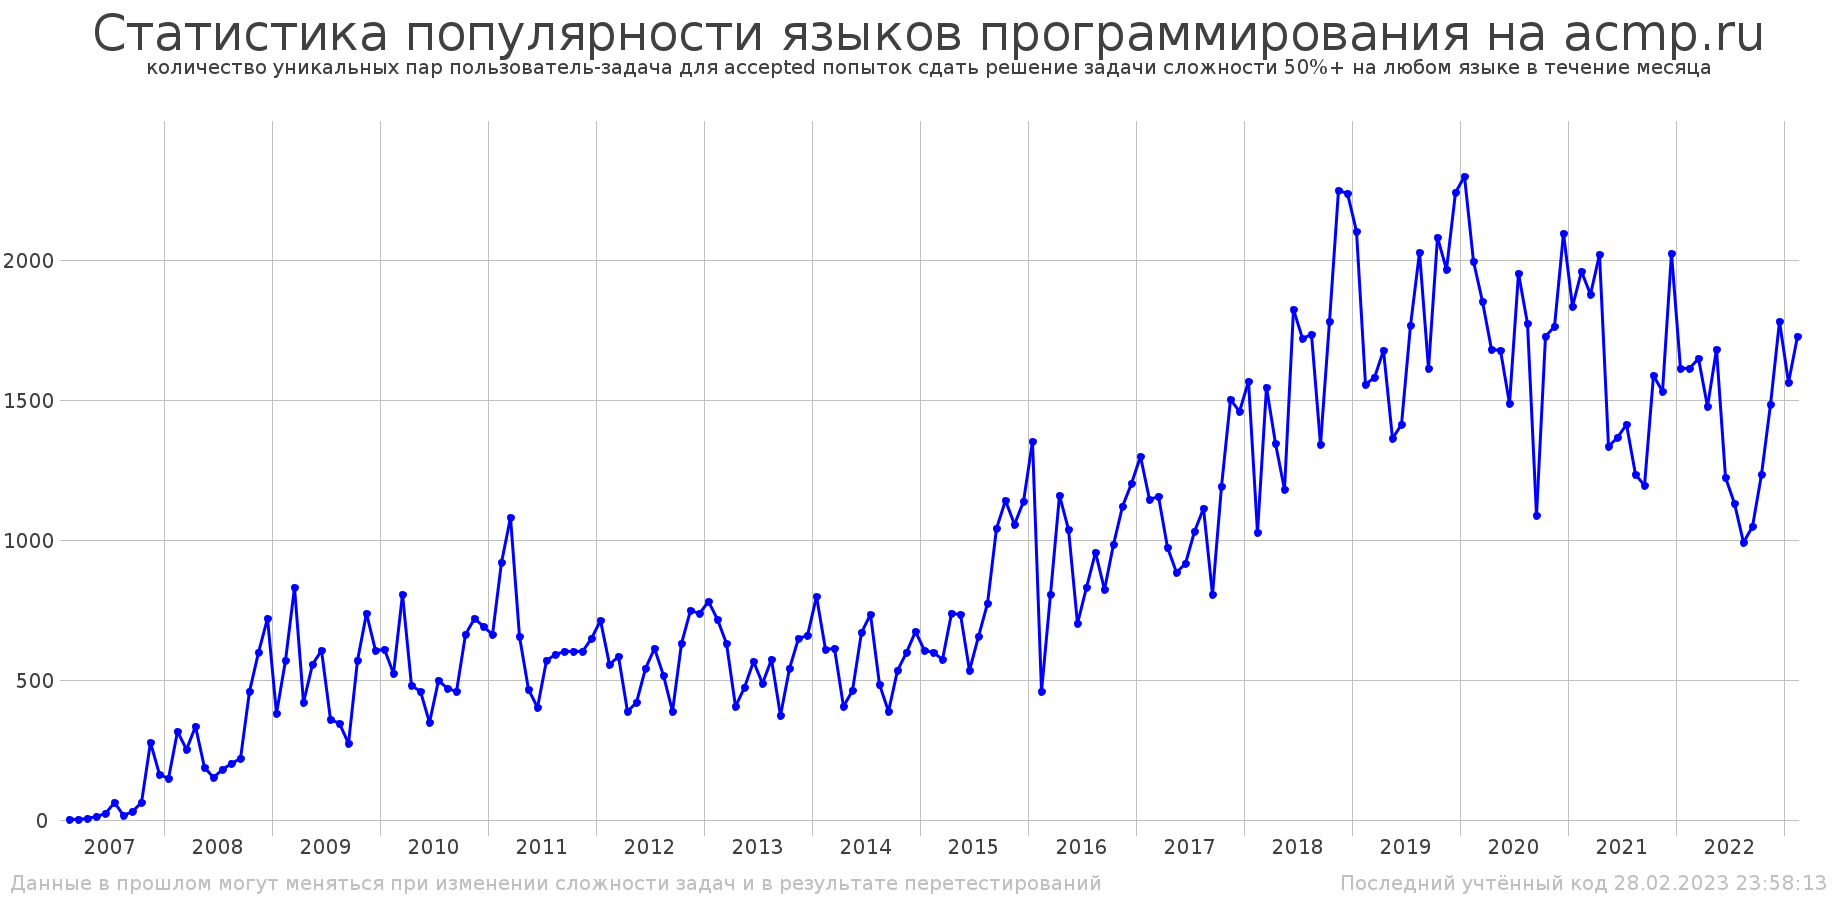 Статистика популярности языков программирования на acmp.ru
количество уникальных пар пользователь-задача для accepted попыток сдать решение задачи сложности 50%+ на любом языке в течение месяца
2000
1500
1000
500
0
2007 2008 2009 2010 2011 2012 2013 2014 2015 2016 2017 2018 2019 2020 2021 2022
Данные в прошлом могут меняться при изменении сложности задач и в результате перетестирований
Последний учтённый код 28.02.2023 23:58:13